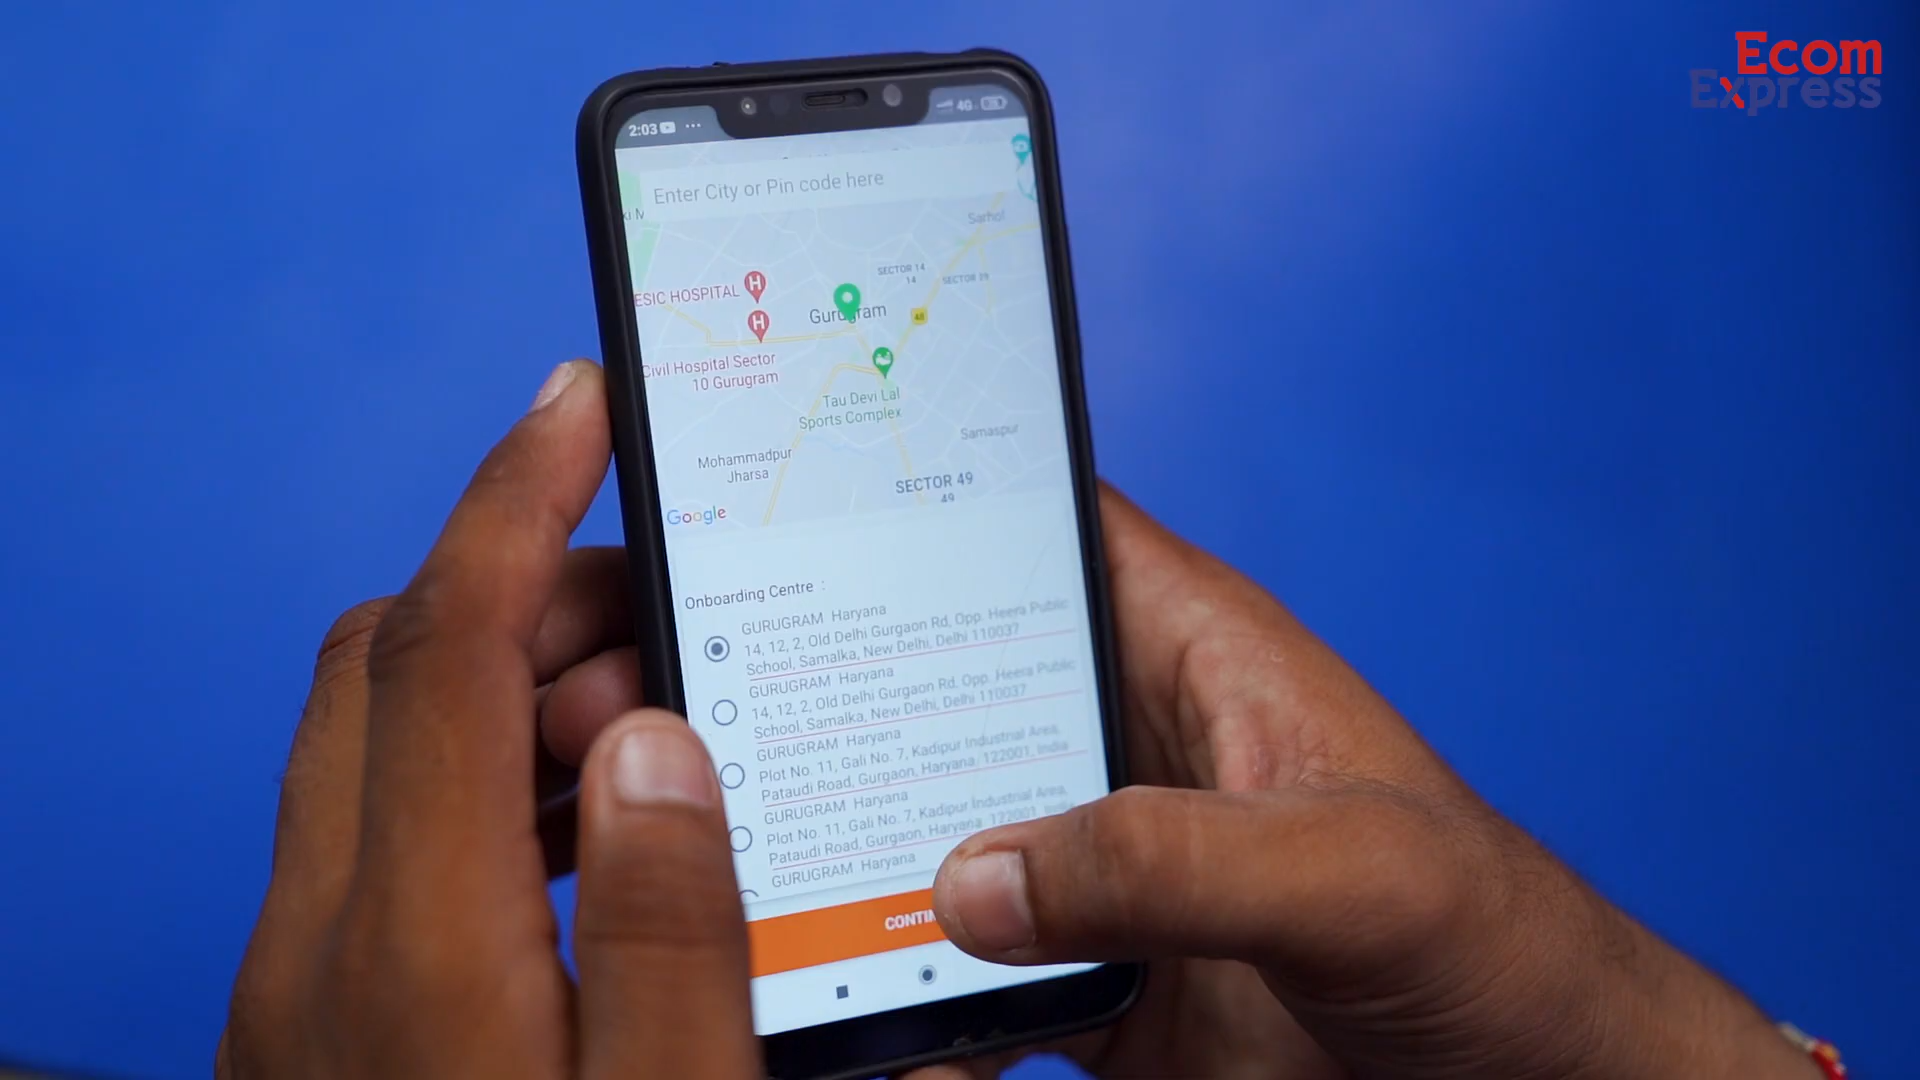 Ecom
Express
2:03
4G
Enter City or Pin code here
Sarhol
SECTOR 14
14
SECTOR 39
ESIC HOSPITAL
Gurugram
48
Civil Hospital Sector
10 Gurugram
Tau Devi Lal
Sports Complex
Samaspur
Mohammadpur
Jharsa
SECTOR 49
49
Google
Onboarding Centre :
GURUGRAM Haryana
14, 12, 2, Old Delhi Gurgaon Rd, Opp. Heera Public
School, Samalka, New Delhi, Delhi 110037
GURUGRAM Haryana
14, 12, 2, Old Delhi Gurgaon Rd, Opp. Heera Public
School, Samalka, New Delhi, Delhi 110037
GURUGRAM Haryana
Plot No. 11, Gali No. 7, Kadipur Industrial Area,
Pataudi Road, Gurgaon, Haryana. 122001, India
GURUGRAM Haryana
Plot No. 11, Gali No. 7, Kadipur Industrial Area,
Pataudi Road, Gurgaon, Haryana. 122001, India
GURUGRAM Haryana
CONTIN